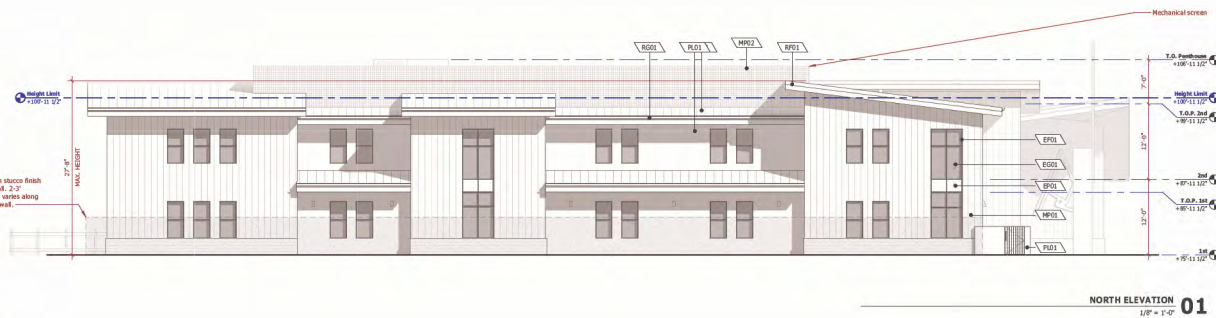 Mechanical screen
RG01
PL01
MP02
RF01
T.O. Penthouse
+106'-11 1/2"
7'-0"
Height Limit
+100'-11 1/2"
Height Limit
+100'-11 1/2"
T.O.P. 2nd
+99'-11 1/2"
27'-8"
MAX. HEIGHT
12'-0"
EF01
EG01
EP01
MP01
PL01
2nd
+87'-11 1/2"
T.O.P. 1st
+85'-11 1/2"
12'-0"
stucco finish
2-3'
varies along
wall.
1st
+75'-11 1/2"
NORTH ELEVATION
01
1/8" = 1'-0"